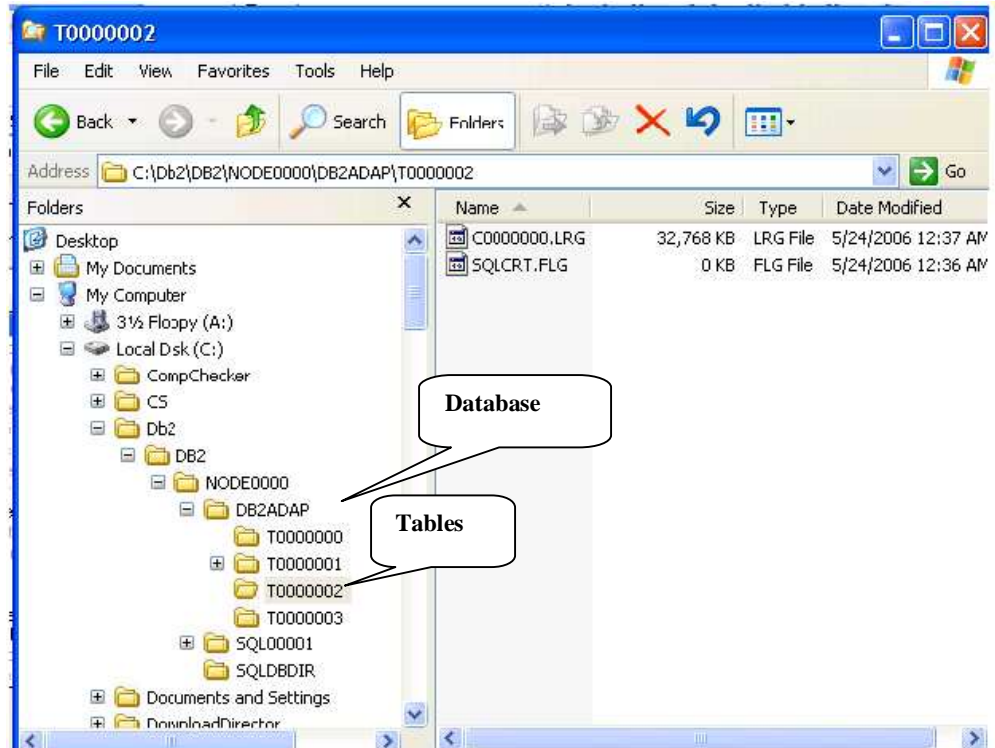 T0000002
File Edit View Favorites Tools Help
Back Search Folders
Address C:\Db2\DB2\NODE0000\DB2ADAP\T0000002 Go
Folders
Name Size Type Date Modified
Desktop
My Documents
My Computer
3½ Floppy (A:)
Local Disk (C:)
CompChecker
CS
Db2
DB2
NODE0000
DB2ADAP
T0000000
T0000001
T0000002
T0000003
SQL00001
SQLDBDIR
Documents and Settings
DownloadDirector
C0000000.LRG 32,768 KB LRG File 5/24/2006 12:37 AM
SQLCRT.FLG 0 KB FLG File 5/24/2006 12:36 AM
Database
Tables